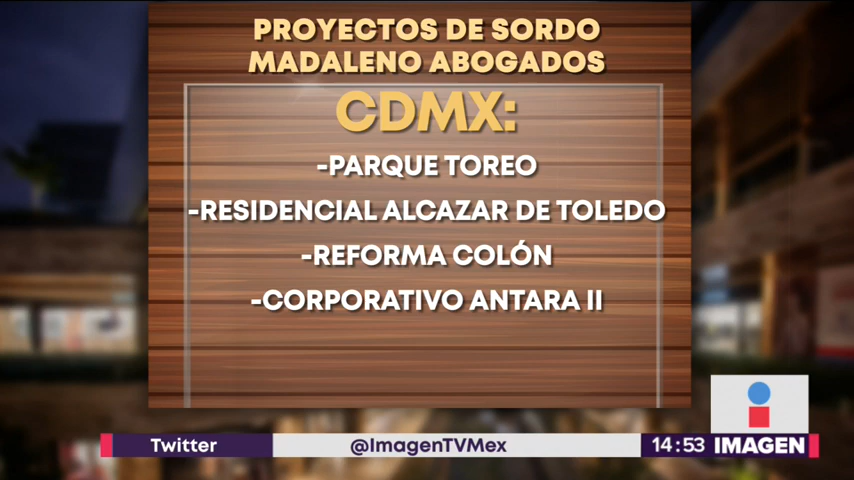 PROYECTOS DE SORDO
MADALENO ABOGADOS
CDMX:
-PARQUE TOREO
-RESIDENCIAL ALCAZAR DE TOLEDO
-REFORMA COLÓN
-CORPORATIVO ANTARA II
Twitter
@ImagenTVMex
14:53 IMAGEN